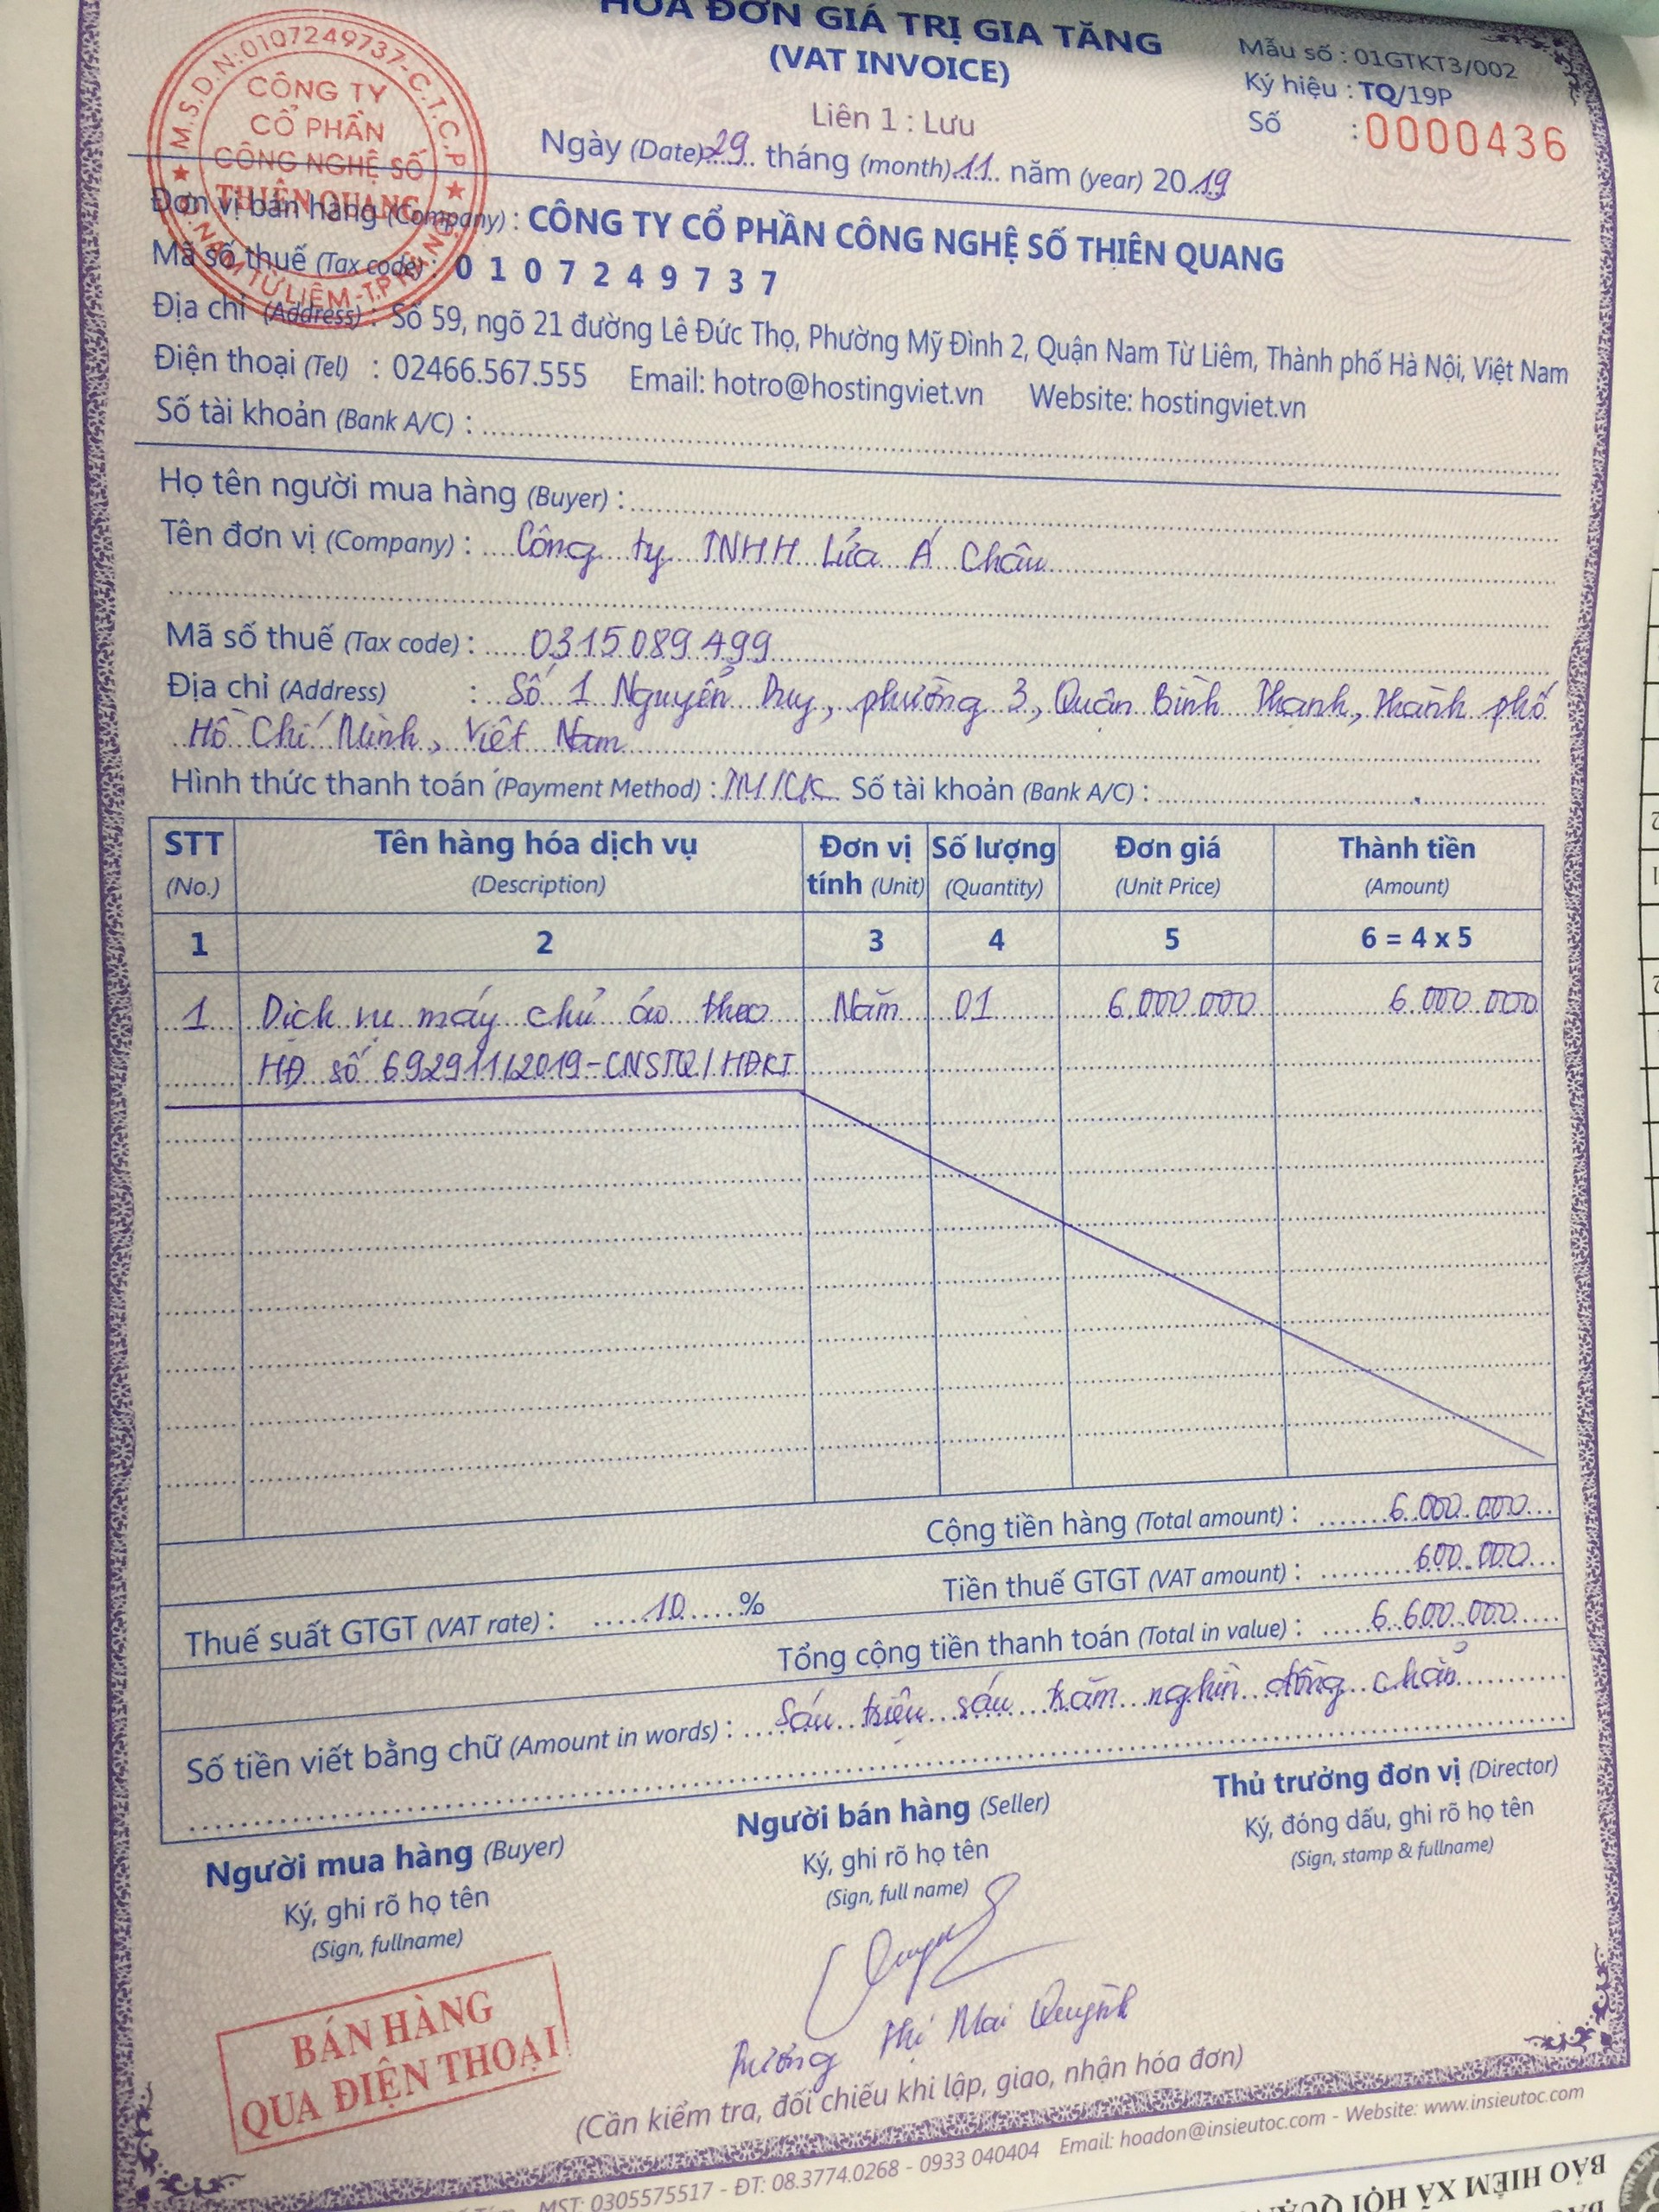 HÓA ĐƠN GIÁ TRỊ GIA TĂNG
(VAT INVOICE)
Liên 1 : Lưu
Ngày (Date) 29 tháng (month) 11 năm (year) 2019
Mẫu số : 01GTKT3/002
Ký hiệu : TQ/19P
Số : 0000436
M.S.D.N:0107249737-C.T.C.P
CÔNG TY
CỔ PHẦN
CÔNG NGHỆ SỐ
THIÊN QUANG
NAM TỪ LIÊM-T.P HÀ NỘI
Đơn vị bán hàng (Company) : CÔNG TY CỔ PHẦN CÔNG NGHỆ SỐ THIÊN QUANG
Mã số thuế (Tax code) : 0 1 0 7 2 4 9 7 3 7
Địa chỉ (Address) : Số 59, ngõ 21 đường Lê Đức Thọ, Phường Mỹ Đình 2, Quận Nam Từ Liêm, Thành phố Hà Nội, Việt Nam
Điện thoại (Tel) : 02466.567.555 Email: hotro@hostingviet.vn Website: hostingviet.vn
Số tài khoản (Bank A/C) :
Họ tên người mua hàng (Buyer) :
Tên đơn vị (Company) : Công ty TNHH Lửa Á Châu
Mã số thuế (Tax code) : 0315089499
Địa chỉ (Address) : Số 1 Nguyễn Duy, phường 3, Quận Bình Thạnh, Thành phố
Hồ Chí Minh, Việt Nam
Hình thức thanh toán (Payment Method) : TM/CK Số tài khoản (Bank A/C) :
STT Tên hàng hóa dịch vụ Đơn vị Số lượng Đơn giá Thành tiền
(No.) (Description) tính (Unit) (Quantity) (Unit Price) (Amount)
1 2 3 4 5 6 = 4 x 5
1 Dịch vụ máy chủ ảo theo Năm 01 6.000.000 6.000.000
HĐ số 692911/2019-CNSTQ/HĐKT
Cộng tiền hàng (Total amount) : 6.000.000
Thuế suất GTGT (VAT rate) : 10 % Tiền thuế GTGT (VAT amount) : 600.000
Tổng cộng tiền thanh toán (Total in value) : 6.600.000
Số tiền viết bằng chữ (Amount in words) : Sáu triệu sáu trăm nghìn đồng chẵn
Người mua hàng (Buyer) Người bán hàng (Seller) Thủ trưởng đơn vị (Director)
Ký, ghi rõ họ tên Ký, ghi rõ họ tên Ký, đóng dấu, ghi rõ họ tên
(Sign, fullname) (Sign, full name) (Sign, stamp & fullname)
BÁN HÀNG
QUA ĐIỆN THOẠI
Trương Thị Mai Quỳnh
(Cần kiểm tra, đối chiếu khi lập, giao, nhận hóa đơn)
MST: 0305575517 - ĐT: 08.3774.0268 - 0933 040404 Email: hoadon@insieutoc.com - Website: www.insieutoc.com
BẢO HIỂM XÃ HỘI